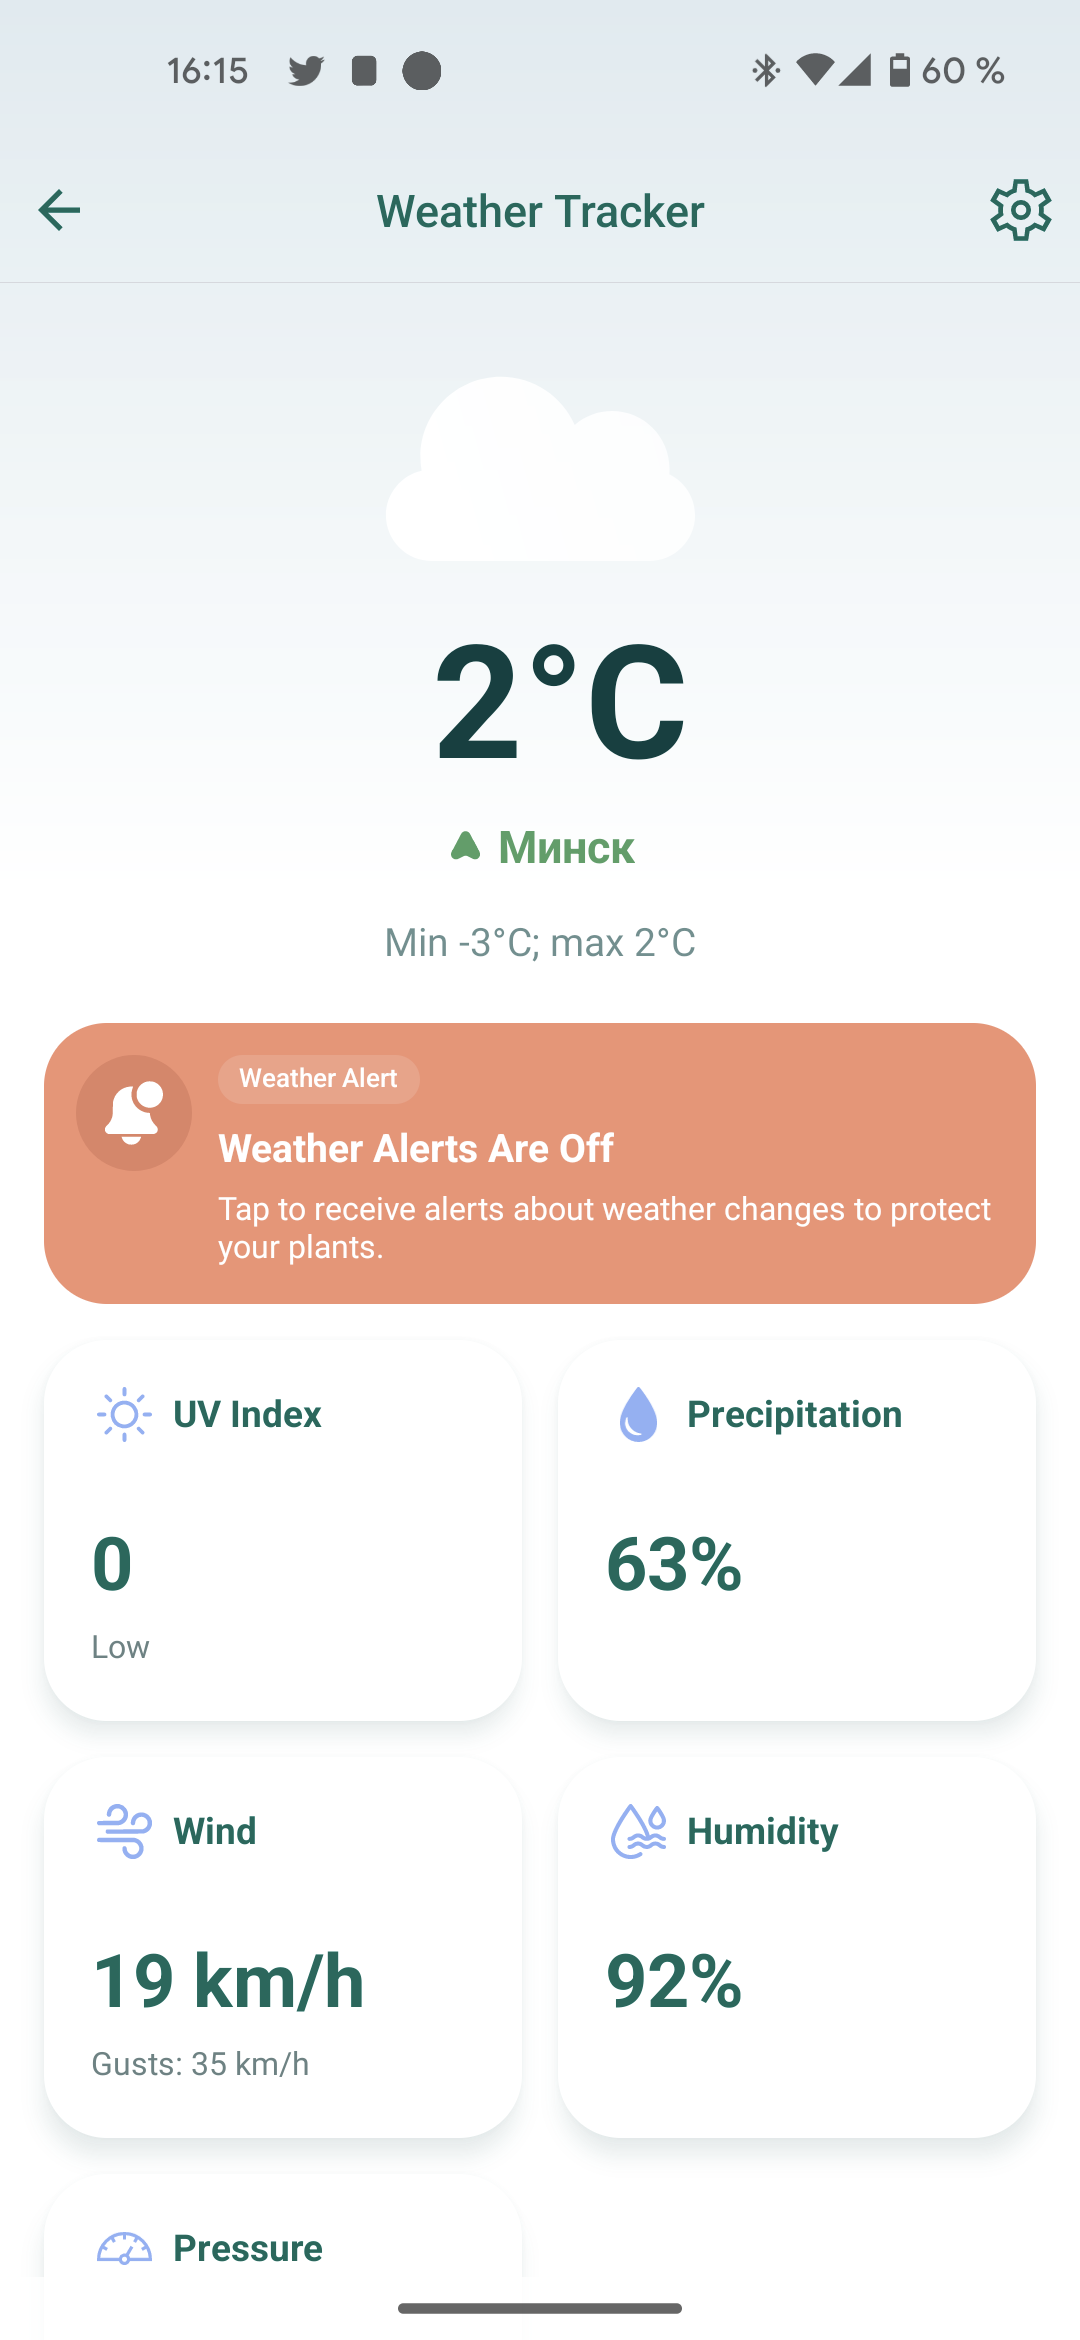 16:15
60 %
Weather Tracker
2°C
Минск
Min -3°C; max 2°C
Weather Alert
Weather Alerts Are Off
Tap to receive alerts about weather changes to protect
your plants.
UV Index
0
Low
Precipitation
63%
Wind
19 km/h
Gusts: 35 km/h
Humidity
92%
Pressure